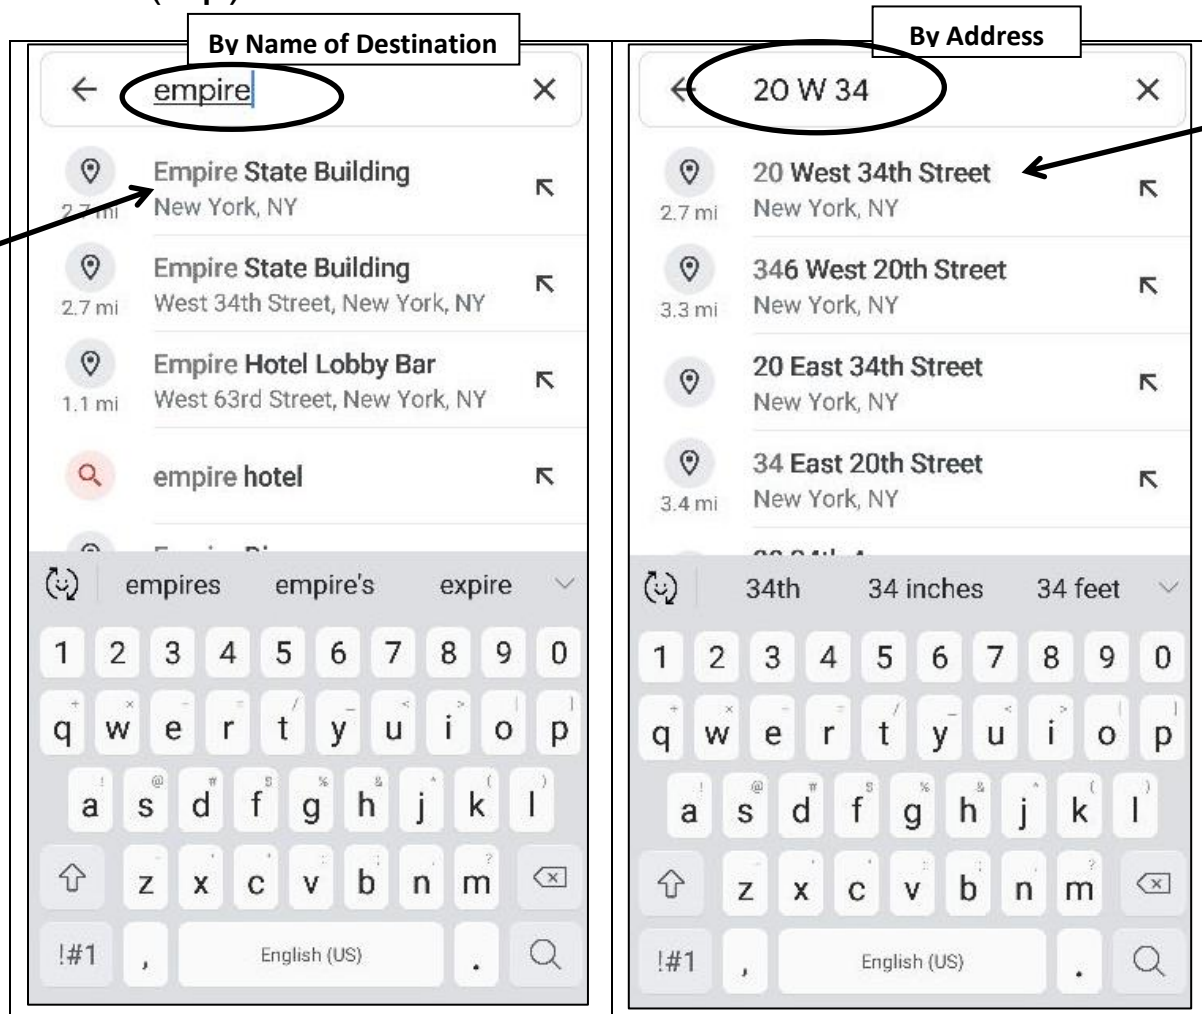 By Name of Destination
empire
Empire State Building
2.7 mi
New York, NY
Empire State Building
2.7 mi
West 34th Street, New York, NY
Empire Hotel Lobby Bar
1.1 mi
West 63rd Street, New York, NY
empire hotel
empires empire's expire
1 2 3 4 5 6 7 8 9 0
q w e r t y u i o p
a s d f g h j k l
z x c v b n m
!#1 , English (US) .
By Address
20 W 34
20 West 34th Street
2.7 mi
New York, NY
346 West 20th Street
3.3 mi
New York, NY
20 East 34th Street
New York, NY
34 East 20th Street
3.4 mi
New York, NY
34th 34 inches 34 feet
1 2 3 4 5 6 7 8 9 0
q w e r t y u i o p
a s d f g h j k l
z x c v b n m
!#1 , English (US) .